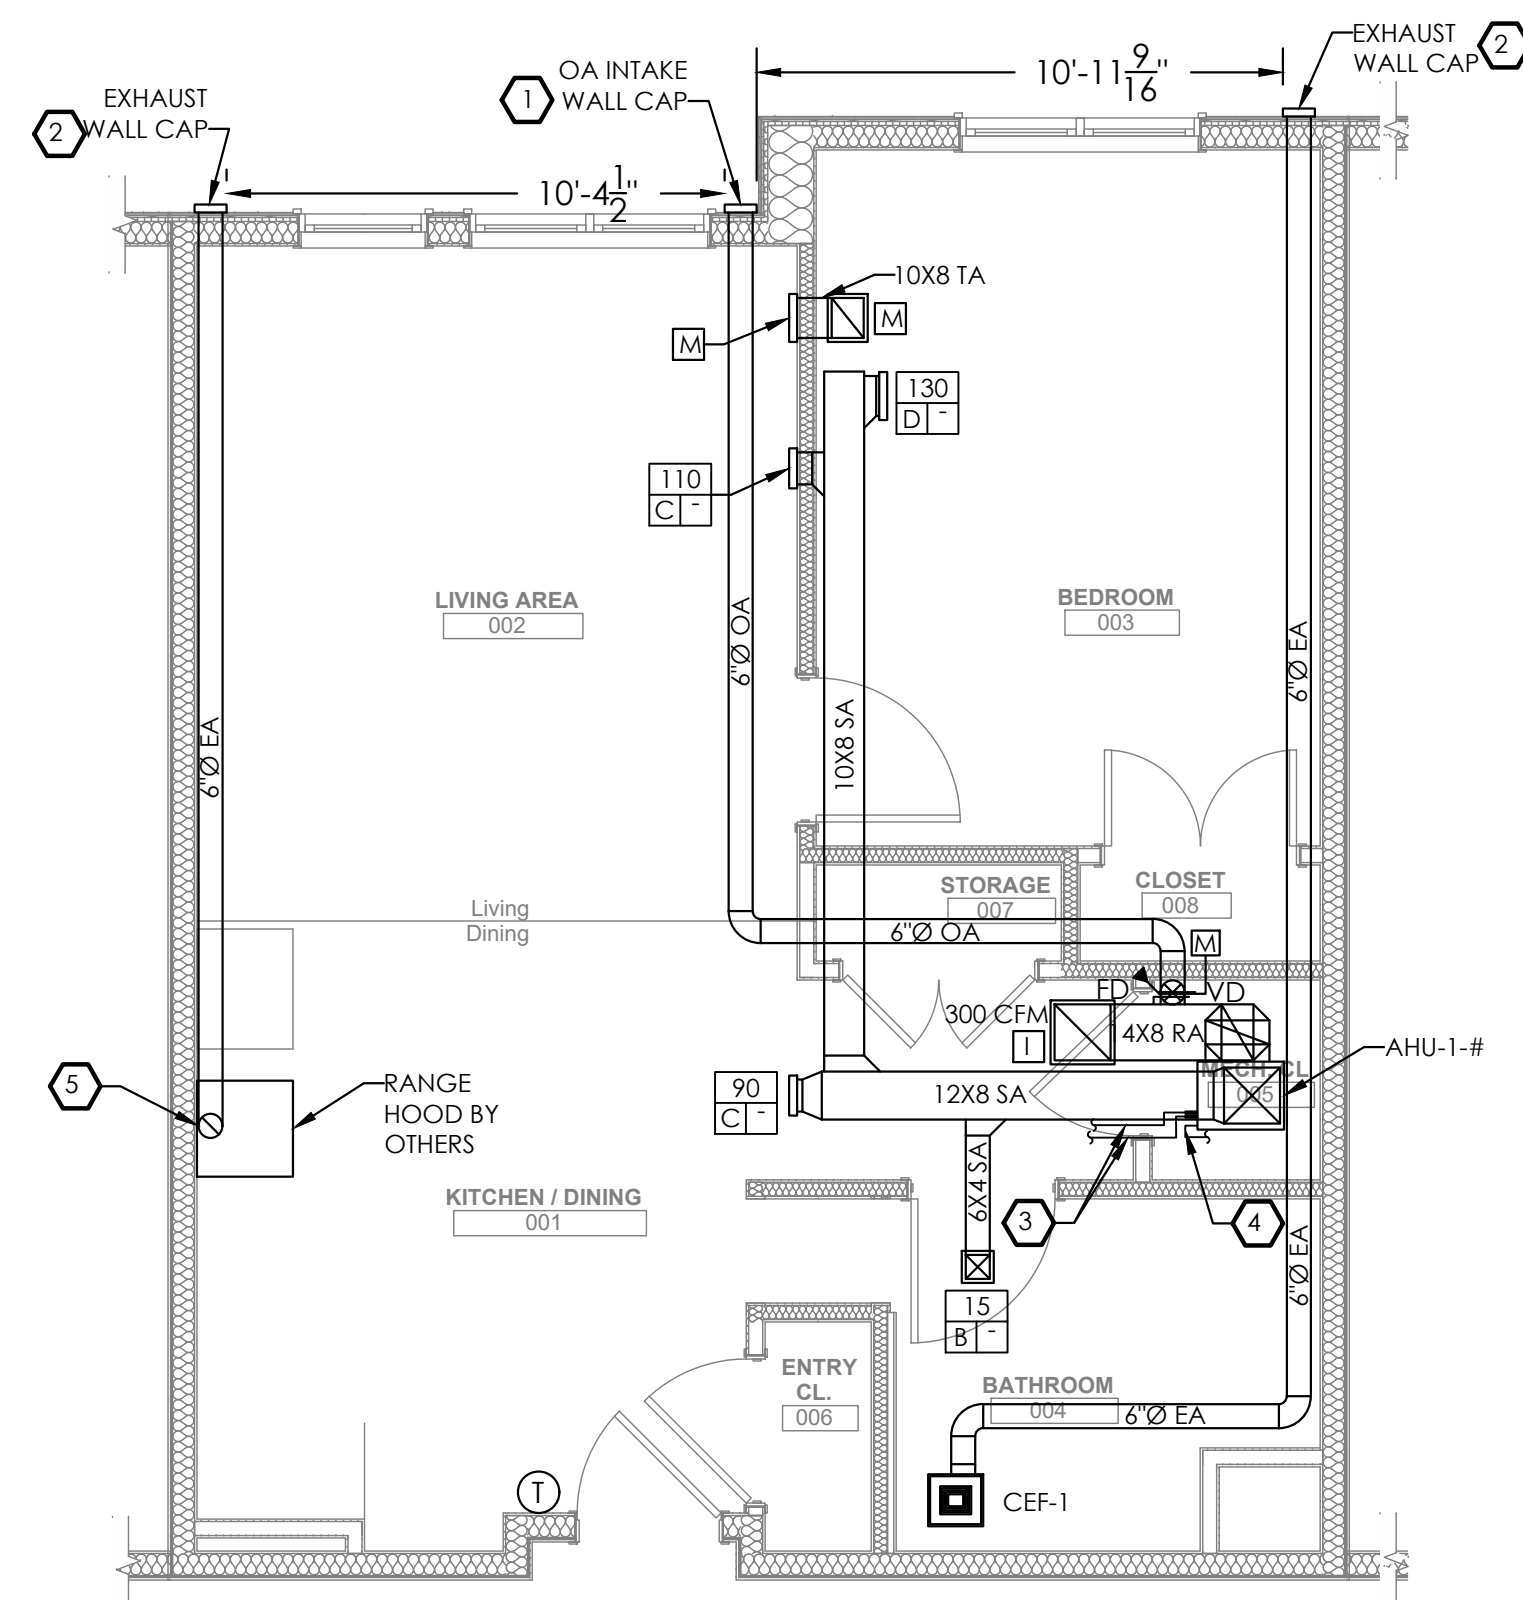 EXHAUST
WALL CAP
2
OA INTAKE
WALL CAP
1
10'-11 9/16"
EXHAUST
WALL CAP
2
10'-4 1/2"
10X8 TA
M
M
130
D -
110
C -
LIVING AREA
002
BEDROOM
003
6"Ø OA
6"Ø EA
6"Ø EA
10X8 SA
STORAGE
007
CLOSET
008
Living
Dining
6"Ø OA
M
FD
VD
300 CFM
I
4X8 RA
AHU-1-#
MECH. CL
005
5
RANGE
HOOD BY
OTHERS
90
C -
12X8 SA
6X4 SA
3
4
KITCHEN / DINING
001
6"Ø EA
15
B -
ENTRY
CL.
006
BATHROOM
004
6"Ø EA
T
CEF-1